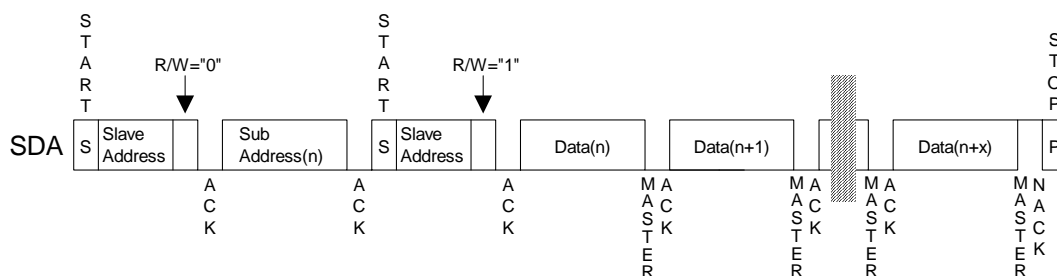 START
START
STOP
R/W="0"
R/W="1"
SDA
S
Slave Address
Sub Address(n)
S
Slave Address
Data(n)
Data(n+1)
Data(n+x)
P
ACK
ACK
ACK
MASTER ACK
MASTER ACK
MASTER ACK
MASTER NACK